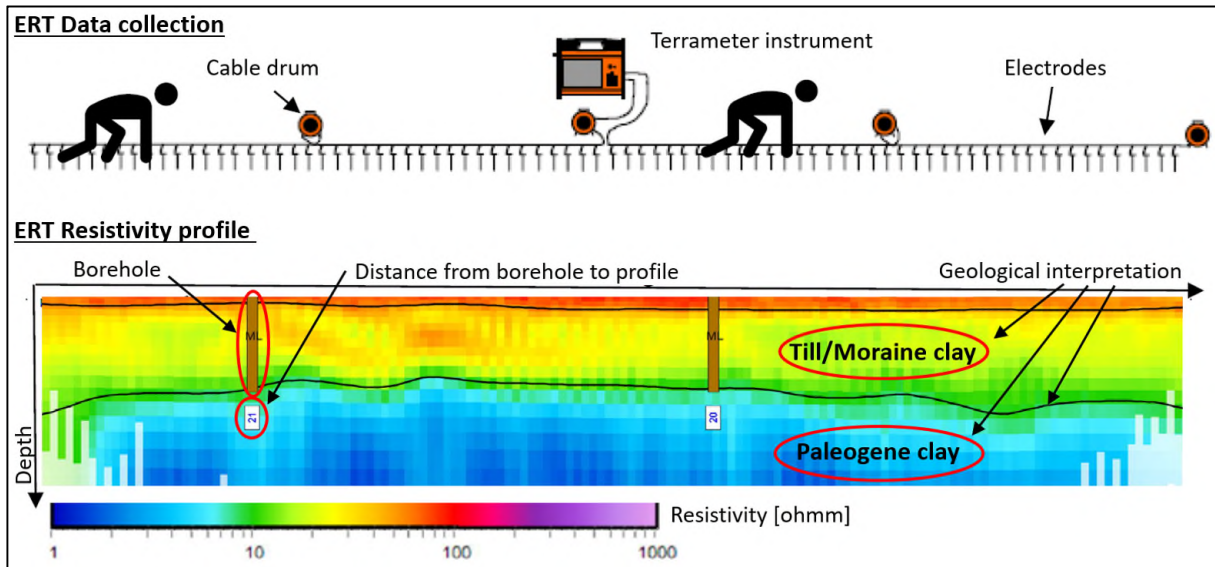 ERT Data collection
Terrameter instrument
Cable drum
Electrodes
ERT Resistivity profile
Borehole
Distance from borehole to profile
Geological interpretation
ML
ML
Till/Moraine clay
21
20
Paleogene clay
Depth
Resistivity [ohmm]
1 10 100 1000